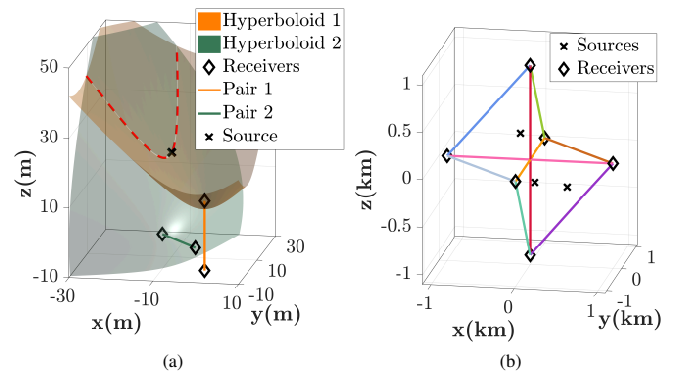 Hyperboloid 1
Hyperboloid 2
Receivers
Pair 1
Pair 2
Source
50
30
10
-10
z(m)
-30
-10
10
x(m)
-10
10
30
y(m)
(a)
Sources
Receivers
1
0.5
0
-0.5
-1
z(km)
-1
0
1
x(km)
-1
0
1
y(km)
(b)